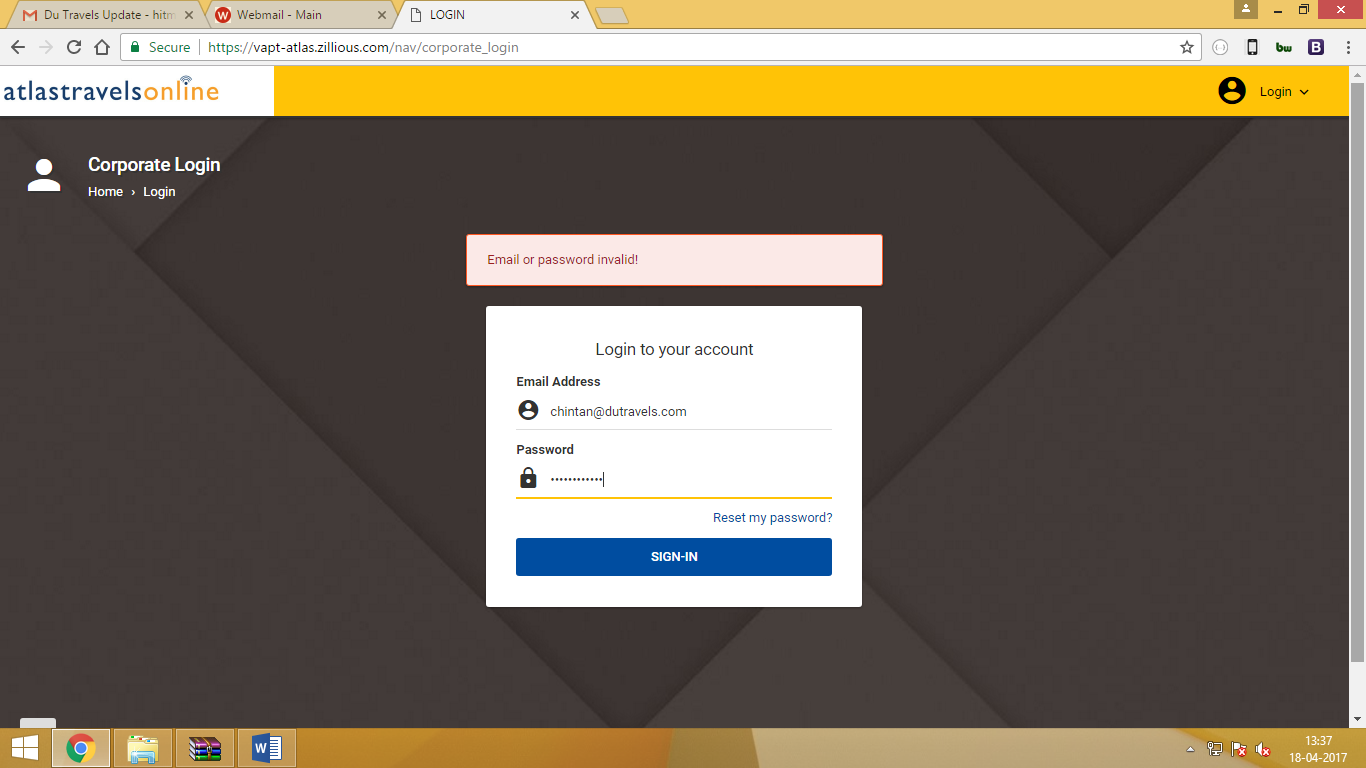 Du Travels Update - hitm
Webmail - Main
LOGIN
Secure
https://vapt-atlas.zillious.com/nav/corporate_login
bw
B
atlastravelsonline
Login
Corporate Login
Home › Login
Email or password invalid!
Login to your account
Email Address
chintan@dutravels.com
Password
••••••••••••
Reset my password?
SIGN-IN
13:37
18-04-2017